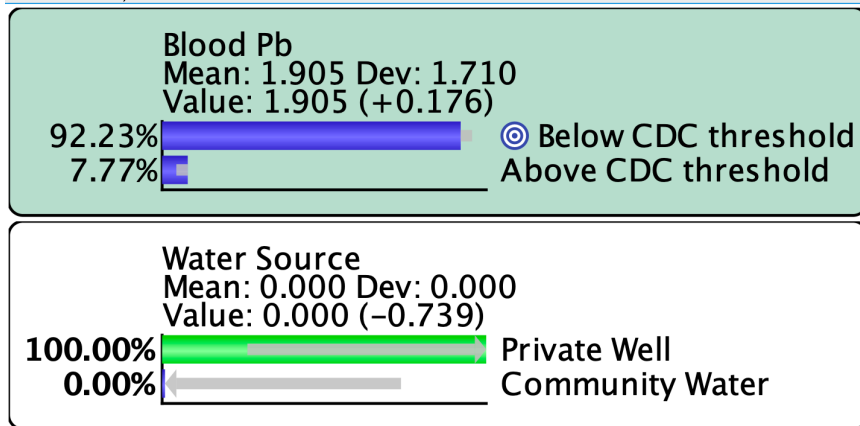 Blood Pb
Mean: 1.905 Dev: 1.710
Value: 1.905 (+0.176)
92.23% Below CDC threshold
7.77% Above CDC threshold
Water Source
Mean: 0.000 Dev: 0.000
Value: 0.000 (−0.739)
100.00% Private Well
0.00% Community Water